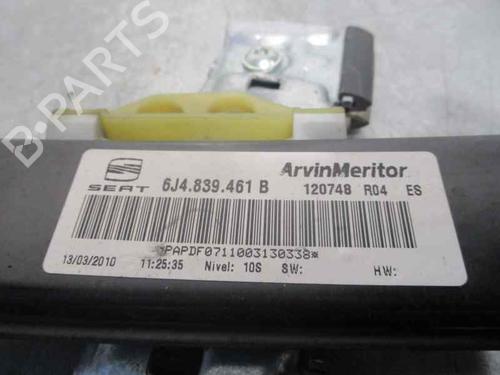 B-PARTS
SEAT
6J4.839.461 B
ArvinMeritor
120748 R04 ES
*PAPDF0711003130338*
13/03/2010 11:25:35 Nivel: 10S SW: HW: